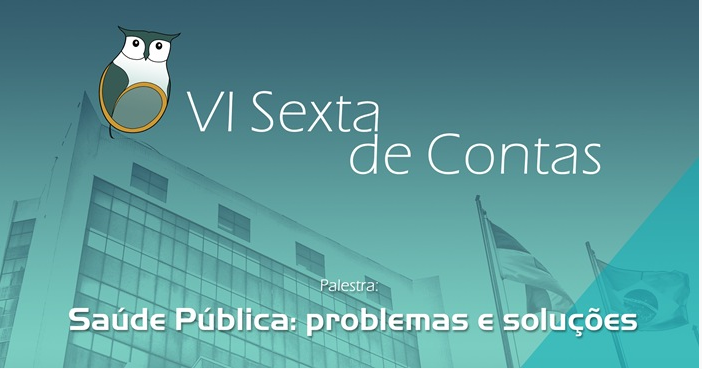 VI Sexta
de Contas
Palestra:
Saúde Pública: problemas e soluções